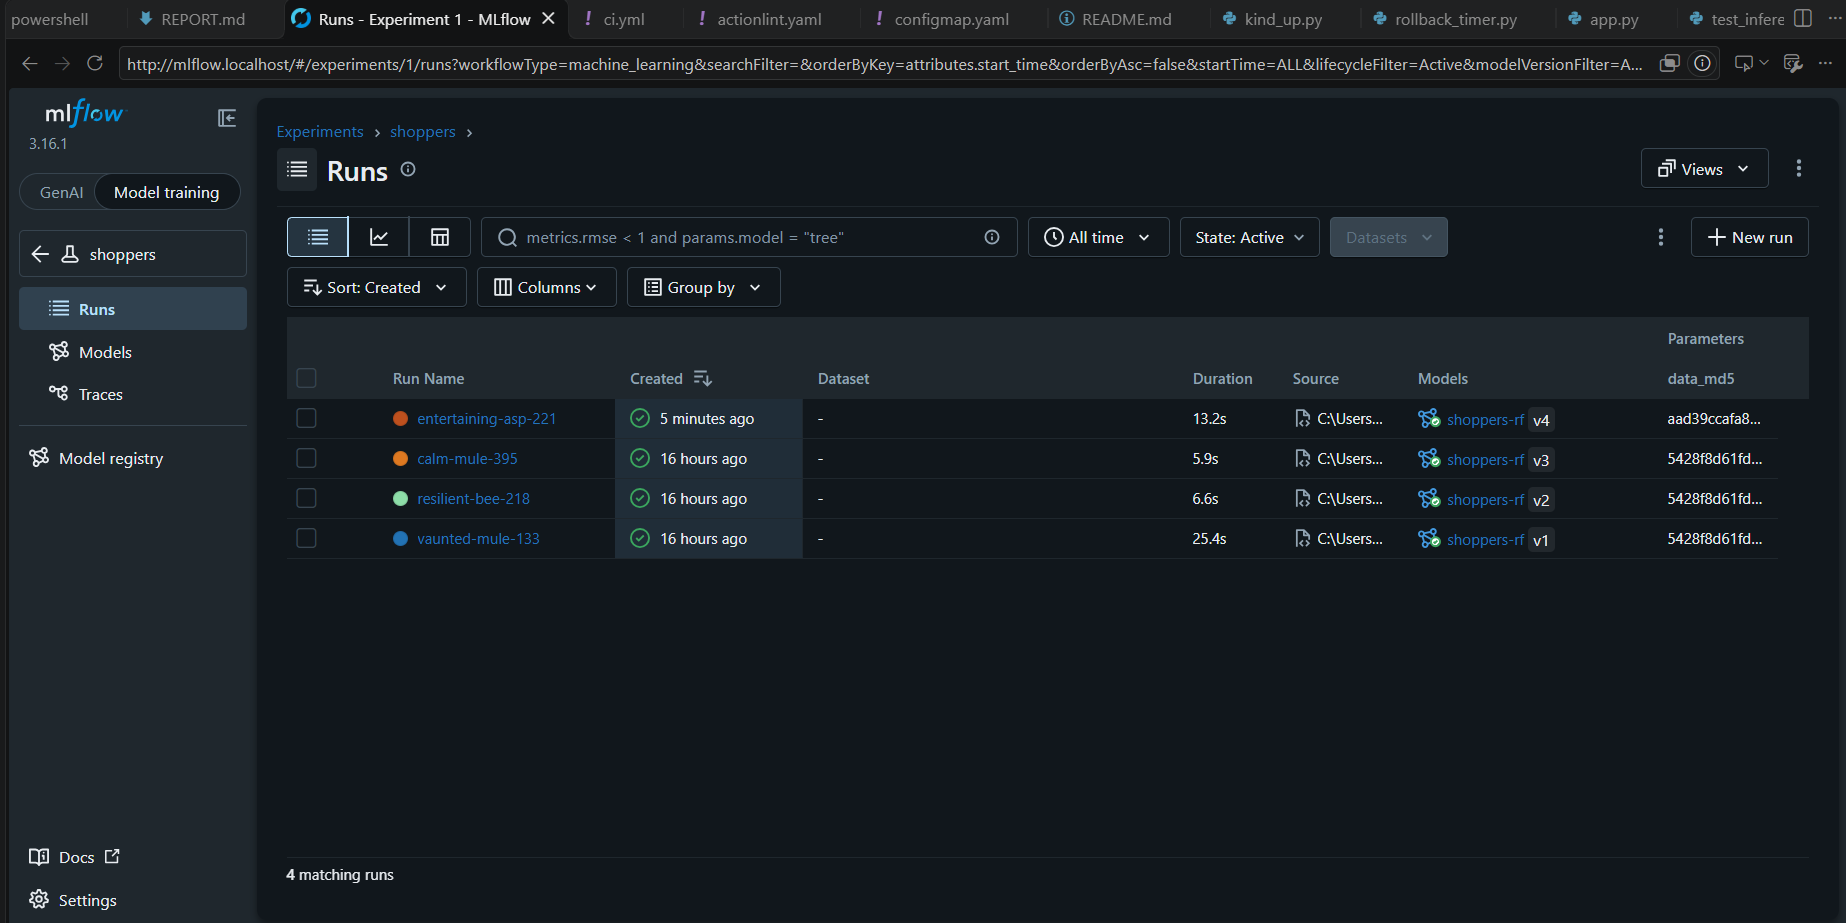 powershell
REPORT.md
Runs - Experiment 1 - MLflow
! ci.yml
! actionlint.yaml
! configmap.yaml
README.md
kind_up.py
rollback_timer.py
app.py
test_infere
http://mlflow.localhost/#/experiments/1/runs?workflowType=machine_learning&searchFilter=&orderByKey=attributes.start_time&orderByAsc=false&startTime=ALL&lifecycleFilter=Active&modelVersionFilter=A...
mlflow
3.16.1
GenAI
Model training
shoppers
Runs
Models
Traces
Model registry
Docs
Settings
Experiments › shoppers ›
Runs
Views
metrics.rmse < 1 and params.model = "tree"
All time
State: Active
Datasets
New run
Sort: Created
Columns
Group by
Parameters
Run Name Created Dataset Duration Source Models data_md5
entertaining-asp-221 5 minutes ago - 13.2s C:\Users... shoppers-rf v4 aad39ccafa8...
calm-mule-395 16 hours ago - 5.9s C:\Users... shoppers-rf v3 5428f8d61fd...
resilient-bee-218 16 hours ago - 6.6s C:\Users... shoppers-rf v2 5428f8d61fd...
vaunted-mule-133 16 hours ago - 25.4s C:\Users... shoppers-rf v1 5428f8d61fd...
4 matching runs